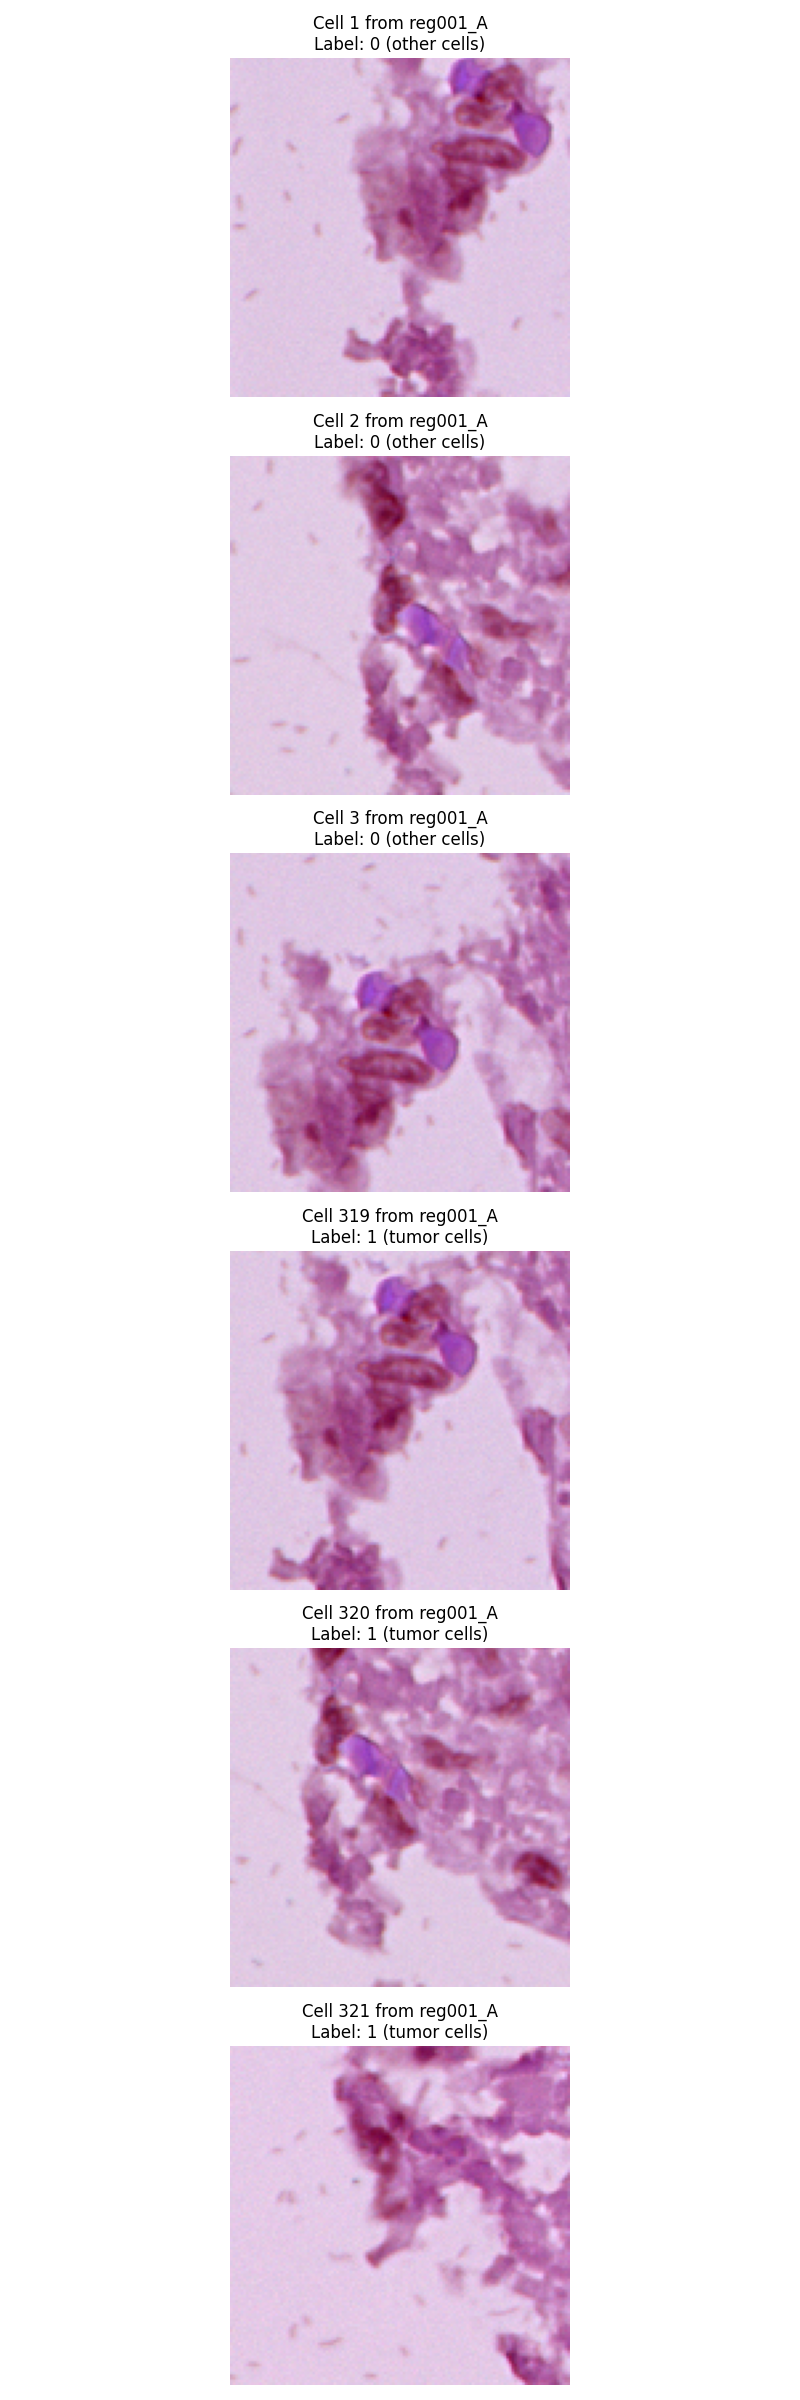 Cell 1 from reg001_A
Label: 0 (other cells)
Cell 2 from reg001_A
Label: 0 (other cells)
Cell 3 from reg001_A
Label: 0 (other cells)
Cell 319 from reg001_A
Label: 1 (tumor cells)
Cell 320 from reg001_A
Label: 1 (tumor cells)
Cell 321 from reg001_A
Label: 1 (tumor cells)